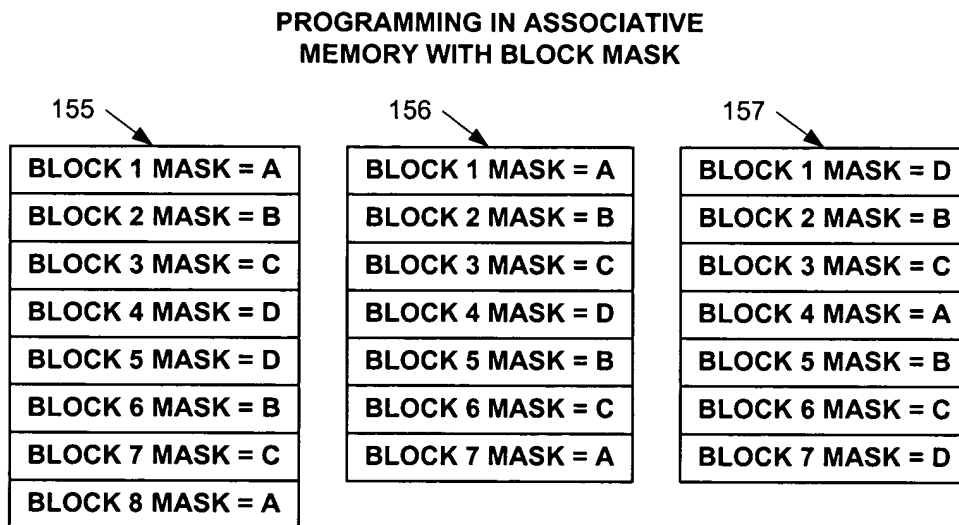 PROGRAMMING IN ASSOCIATIVE
MEMORY WITH BLOCK MASK
155
BLOCK 1 MASK = A
BLOCK 2 MASK = B
BLOCK 3 MASK = C
BLOCK 4 MASK = D
BLOCK 5 MASK = D
BLOCK 6 MASK = B
BLOCK 7 MASK = C
BLOCK 8 MASK = A
156
BLOCK 1 MASK = A
BLOCK 2 MASK = B
BLOCK 3 MASK = C
BLOCK 4 MASK = D
BLOCK 5 MASK = B
BLOCK 6 MASK = C
BLOCK 7 MASK = A
157
BLOCK 1 MASK = D
BLOCK 2 MASK = B
BLOCK 3 MASK = C
BLOCK 4 MASK = A
BLOCK 5 MASK = B
BLOCK 6 MASK = C
BLOCK 7 MASK = D